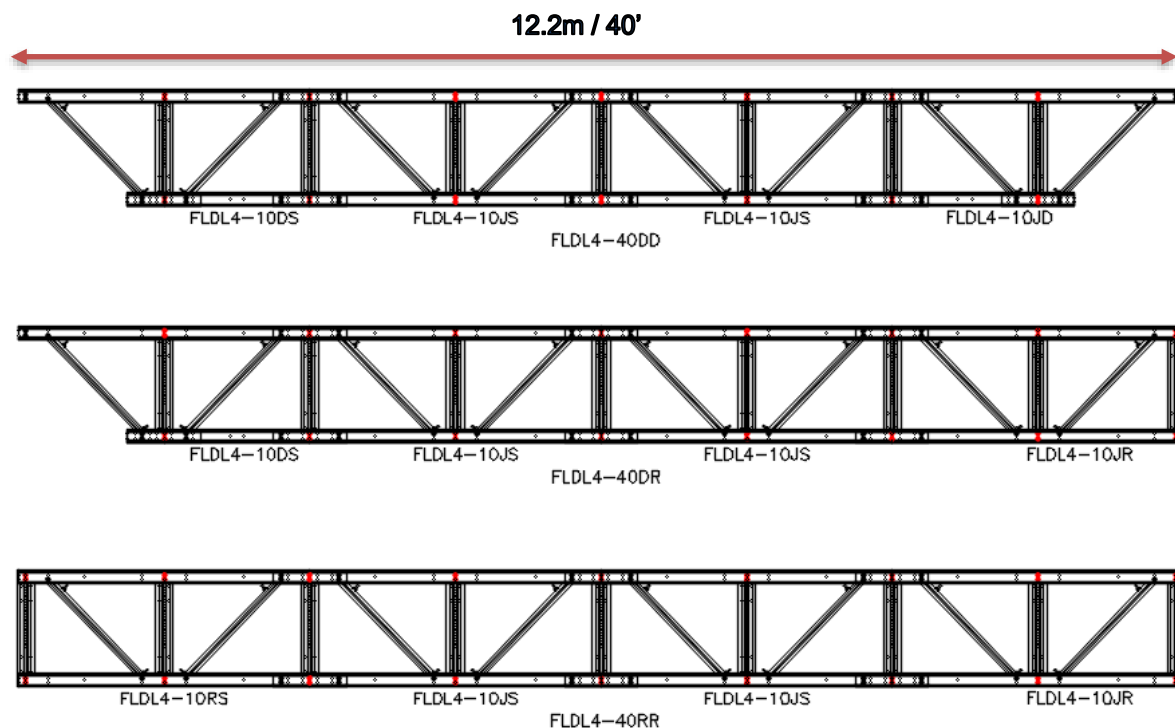 12.2m / 40’
FLDL4-10DS FLDL4-10JS FLDL4-10JS FLDL4-10JD
FLDL4-40DD
FLDL4-10DS FLDL4-10JS FLDL4-10JS FLDL4-10JR
FLDL4-40DR
FLDL4-10RS FLDL4-10JS FLDL4-10JS FLDL4-10JR
FLDL4-40RR